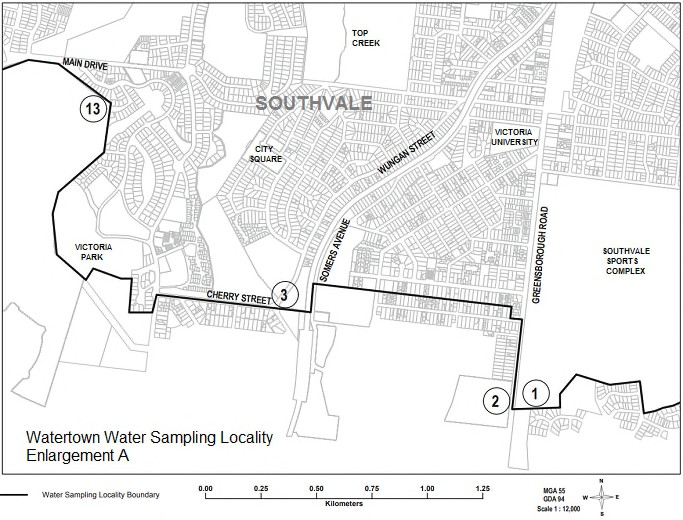 TOP
CREEK
MAIN DRIVE
13
SOUTHVALE
CITY
SQUARE
WUNGAN STREET
VICTORIA
UNIVERSITY
SOMERS AVENUE
GREENSBOROUGH ROAD
VICTORIA
PARK
SOUTHVALE
SPORTS
COMPLEX
CHERRY STREET
3
2
1
Watertown Water Sampling Locality
Enlargement A
Water Sampling Locality Boundary
0.00 0.25 0.50 0.75 1.00 1.25
Kilometers
MGA 55
GDA 94
Scale 1 : 12,000
N
W E
S